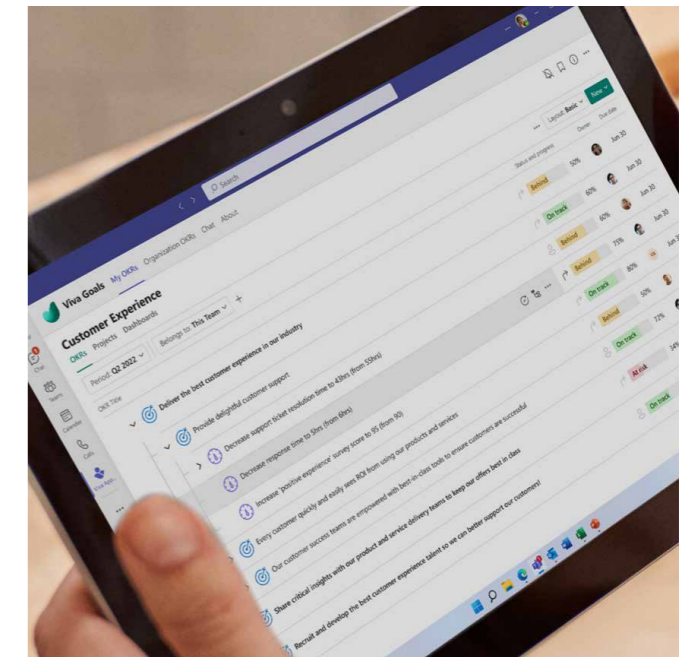 Search
Viva Goals My OKRs Organization OKRs Chat About
Customer Experience
OKRs Projects Dashboards
Period Q2 2022 Belongs to This Team +
... Layout Basic New
OKR Title Status and progress Owner Due date
Deliver the best customer experience in our industry Behind 50% Jun 30
Provide delightful customer support On track 60% Jun 30
Decrease support ticket resolution time to 43hrs (from 55hrs) Behind 60% Jun 30
Decrease response time to 5hrs (from 6hrs) Behind 75% Jun 30
Increase 'positive experience' survey score to 95 (from 90) On track 80% Jun 30
Every customer quickly and easily sees ROI from using our products and services Behind 50%
Our customer success teams are empowered with best-in-class tools to ensure customers are successful On track 72%
Share critical insights with our product and service delivery teams to keep our offers best in class At risk
Recruit and develop the best customer experience talent so we can better support our customers! On track
Chat
Teams
Calendar
Calls
Viva App...
...